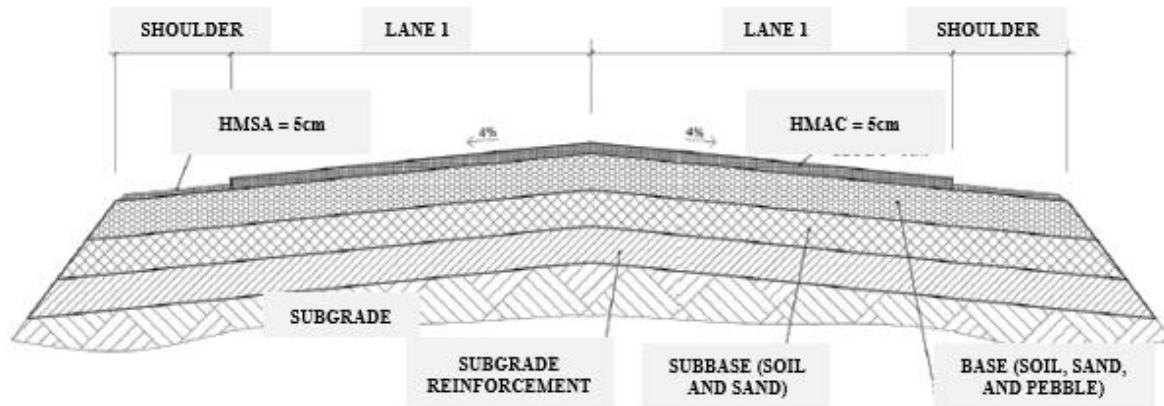 SHOULDER
LANE 1
LANE 1
SHOULDER
HMSA = 5cm
HMAC = 5cm
4%
4%
SUBGRADE
SUBGRADE
REINFORCEMENT
SUBBASE (SOIL
AND SAND)
BASE (SOIL, SAND,
AND PEBBLE)